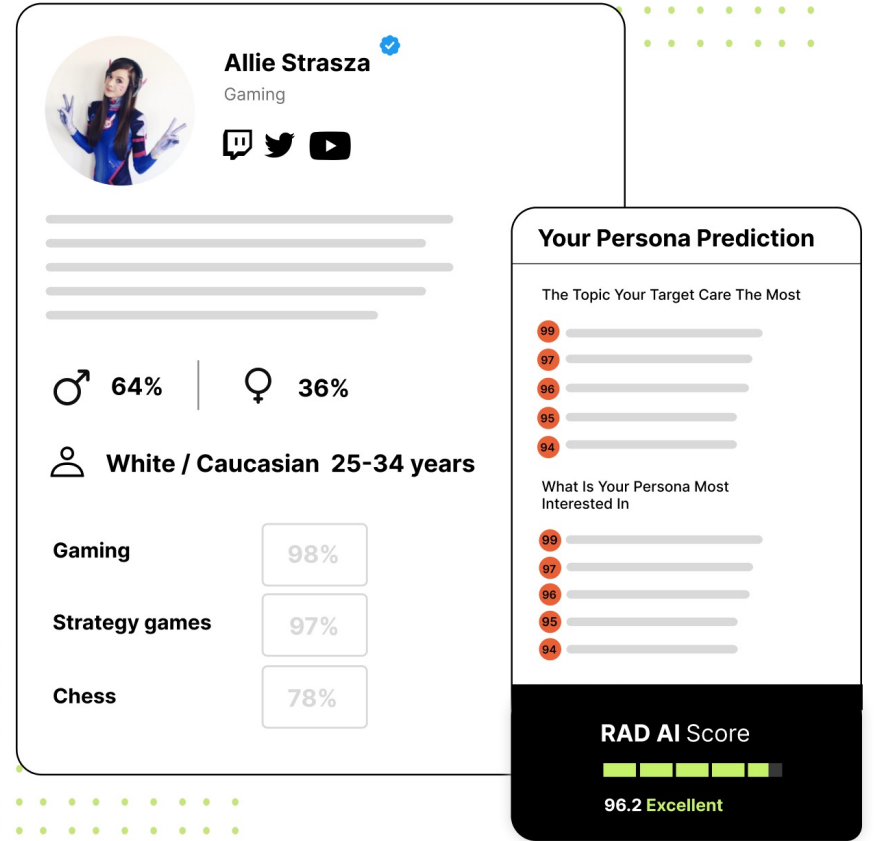 Allie Strasza
Gaming
64%
36%
White / Caucasian 25-34 years
Gaming
98%
Strategy games
97%
Chess
78%
Your Persona Prediction
The Topic Your Target Care The Most
99
97
96
95
94
What Is Your Persona Most
Interested In
99
97
96
95
94
RAD AI Score
96.2 Excellent